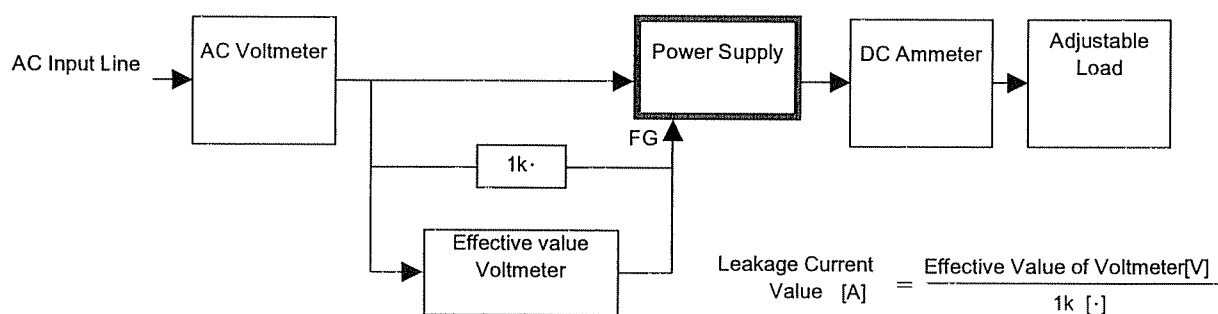 AC Input Line
AC Voltmeter
Power Supply
DC Ammeter
Adjustable
Load
FG
1k·
Effective value
Voltmeter
Leakage Current
Value [A]
= Effective Value of Voltmeter[V]
1k [·]